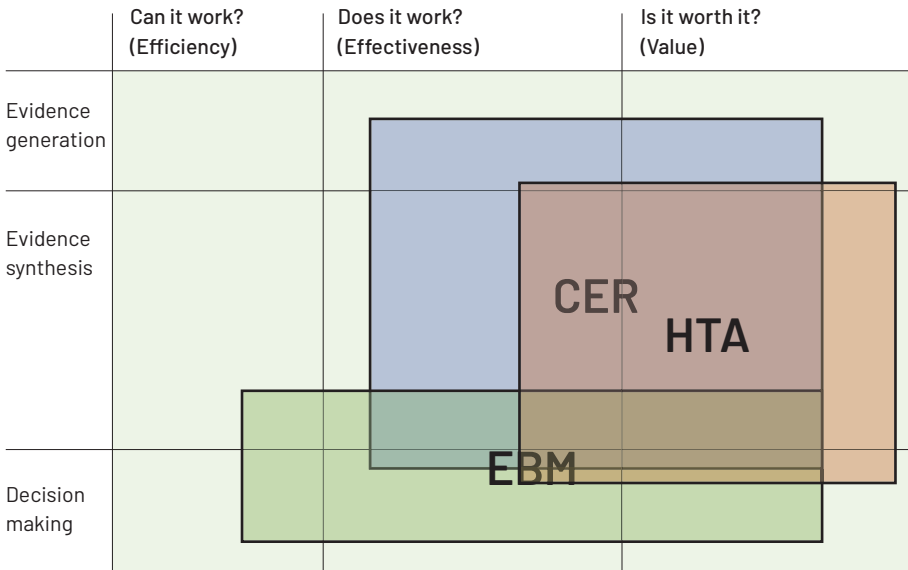 Can it work?
(Efficiency)
Does it work?
(Effectiveness)
Is it worth it?
(Value)
Evidence
generation
Evidence
synthesis
CER
HTA
EBM
Decision
making